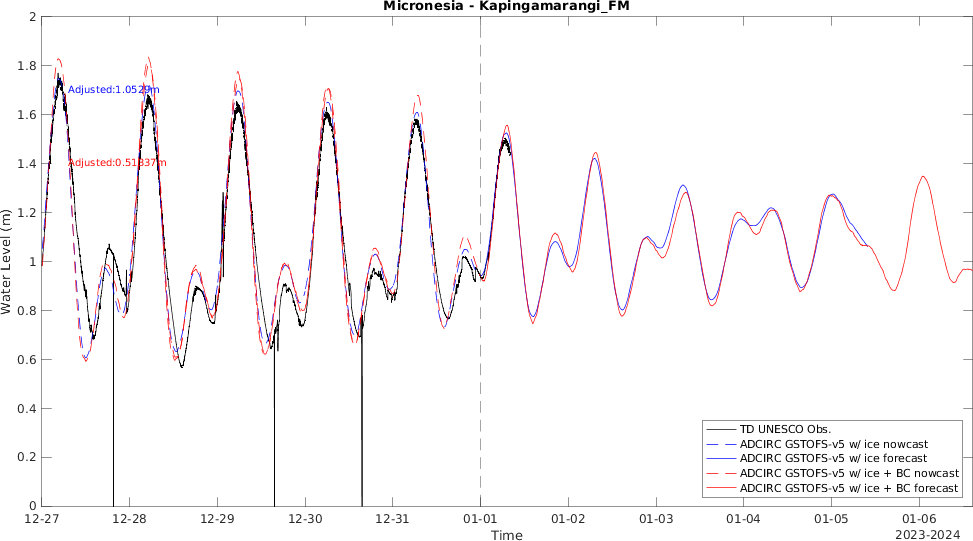 Micronesia - Kapingamarangi_FM
2
1.8
1.6
1.4
1.2
1
0.8
0.6
0.4
0.2
0
Water Level (m)
Adjusted:1.0529m
Adjusted:0.51337m
TD UNESCO Obs.
ADCIRC GSTOFS-v5 w/ ice nowcast
ADCIRC GSTOFS-v5 w/ ice forecast
ADCIRC GSTOFS-v5 w/ ice + BC nowcast
ADCIRC GSTOFS-v5 w/ ice + BC forecast
12-27 12-28 12-29 12-30 12-31 01-01 01-02 01-03 01-04 01-05 01-06
Time
2023-2024